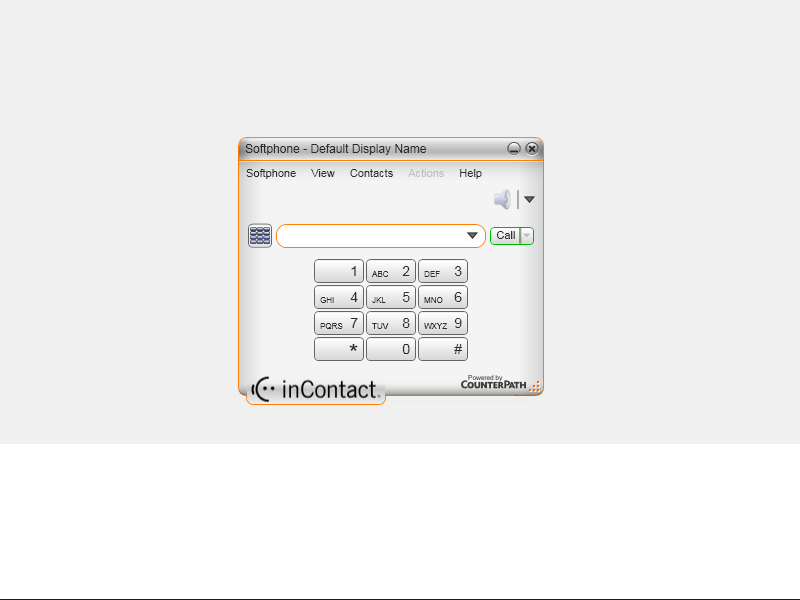 Softphone - Default Display Name
Softphone View Contacts Actions Help
Call
1 ABC 2 DEF 3
GHI 4 JKL 5 MNO 6
PQRS 7 TUV 8 WXYZ 9
* 0 #
Powered by
COUNTERPATH
inContact